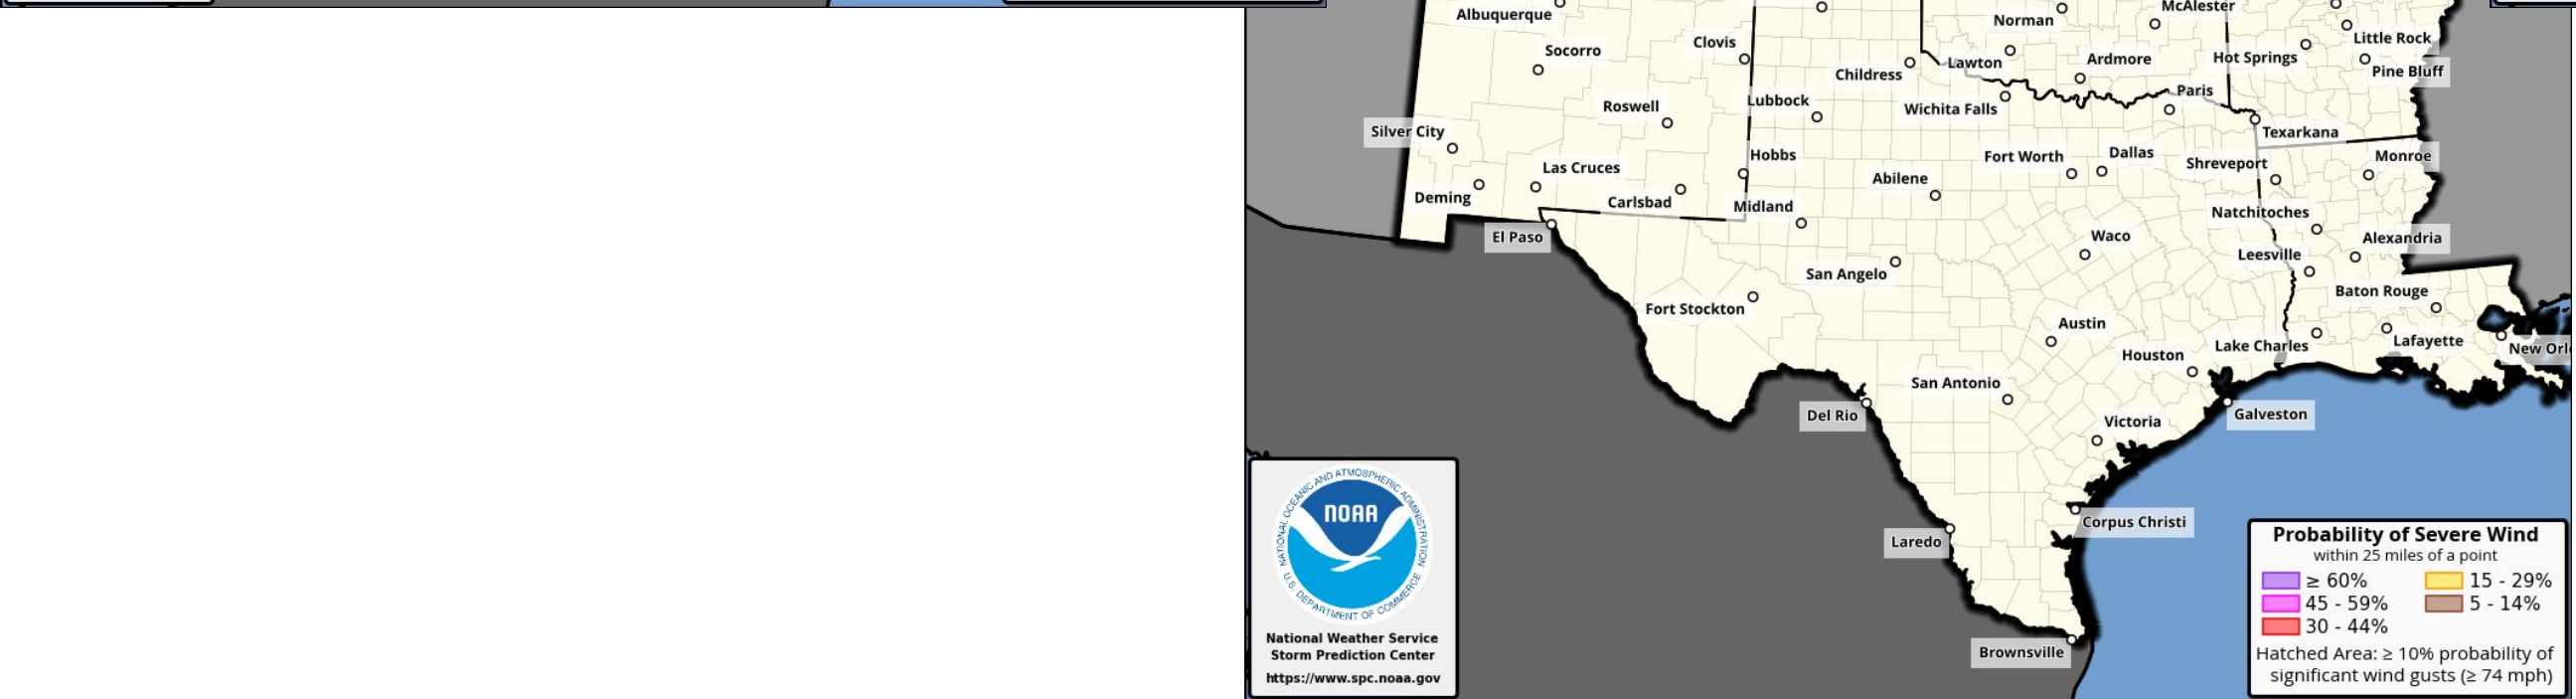 Albuquerque
Norman
McAlester
Socorro
Clovis
Little Rock
Childress
Lawton
Ardmore
Hot Springs
Pine Bluff
Roswell
Lubbock
Wichita Falls
Paris
Silver City
Texarkana
Las Cruces
Hobbs
Fort Worth
Dallas
Shreveport
Monroe
Deming
Carlsbad
Midland
Abilene
Natchitoches
El Paso
Waco
Alexandria
San Angelo
Leesville
Fort Stockton
Baton Rouge
Austin
Houston
Lake Charles
Lafayette
New Orl
San Antonio
Del Rio
Victoria
Galveston
Laredo
Corpus Christi
Brownsville
NATIONAL OCEANIC AND ATMOSPHERIC ADMINISTRATION
NOAA
U.S. DEPARTMENT OF COMMERCE
National Weather Service
Storm Prediction Center
https://www.spc.noaa.gov
Probability of Severe Wind
within 25 miles of a point
≥ 60% 15 - 29%
45 - 59% 5 - 14%
30 - 44%
Hatched Area: ≥ 10% probability of
significant wind gusts (≥ 74 mph)